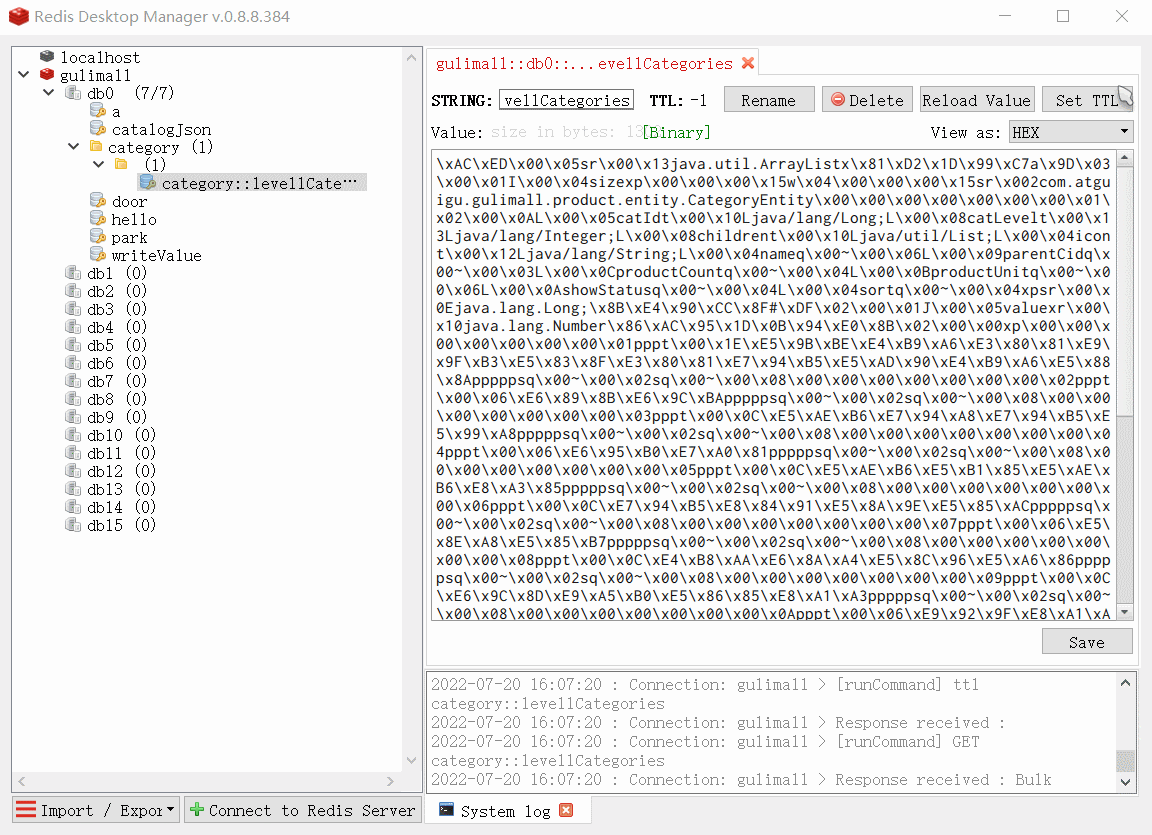 Redis Desktop Manager v.0.8.8.384
localhost
gulimall
db0 (7/7)
a
catalogJson
category (1)
(1)
category::level1Cate…
door
hello
park
writeValue
db1 (0)
db2 (0)
db3 (0)
db4 (0)
db5 (0)
db6 (0)
db7 (0)
db8 (0)
db9 (0)
db10 (0)
db11 (0)
db12 (0)
db13 (0)
db14 (0)
db15 (0)
Import / Expor
Connect to Redis Server
gulimall::db0::...evel1Categories
STRING: vel1Categories TTL: -1 Rename Delete Reload Value Set TTL
Value: size in bytes: 13 [Binary] View as: HEX
\xAC\xED\x00\x05sr\x00\x13java.util.ArrayListx\x81\xD2\x1D\x99\xC7a\x9D\x03
\x00\x01I\x00\x04sizexp\x00\x00\x00\x15w\x04\x00\x00\x00\x15sr\x002com.atg
uigu.gulimall.product.entity.CategoryEntity\x00\x00\x00\x00\x00\x00\x00\x01\
x02\x00\x0AL\x00\x05catIdt\x00\x10Ljava/lang/Long;L\x00\x08catLevelt\x00\x1
3Ljava/lang/Integer;L\x00\x08childrent\x00\x10Ljava/util/List;L\x00\x04icon
t\x00\x12Ljava/lang/String;L\x00\x04nameq\x00~\x00\x06L\x00\x09parentCidq\x
00~\x00\x03L\x00\x0CproductCountq\x00~\x00\x04L\x00\x0BproductUnitq\x00~\x0
0\x06L\x00\x0AshowStatusq\x00~\x00\x04L\x00\x04sortq\x00~\x00\x04xpsr\x00\x
0Ejava.lang.Long;\x8B\xE4\x90\xCC\x8F#\xDF\x02\x00\x01J\x00\x05valuexr\x00\
x10java.lang.Number\x86\xAC\x95\x1D\x0B\x94\xE0\x8B\x02\x00\x00xp\x00\x00\x
00\x00\x00\x00\x00\x01pppt\x00\x1E\xE5\x9B\xBE\xE4\xB9\xA6\xE3\x80\x81\xE9\x
9F\xB3\xE5\x83\x8F\xE3\x80\x81\xE7\x94\xB5\xE5\xAD\x90\xE4\xB9\xA6\xE5\x88
\x8Apppppsq\x00~\x00\x02sq\x00~\x00\x08\x00\x00\x00\x00\x00\x00\x00\x02pppt
\x00\x06\xE6\x89\x8B\xE6\x9C\xBApppppsq\x00~\x00\x02sq\x00~\x00\x08\x00\x00
\x00\x00\x00\x00\x00\x03pppt\x00\x0C\xE5\xAE\xB6\xE7\x94\xA8\xE7\x94\xB5\xE
5\x99\xA8pppppsq\x00~\x00\x02sq\x00~\x00\x08\x00\x00\x00\x00\x00\x00\x00\x0
4pppt\x00\x06\xE6\x95\xB0\xE7\xA0\x81pppppsq\x00~\x00\x02sq\x00~\x00\x08\x0
0\x00\x00\x00\x00\x00\x00\x05pppt\x00\x0C\xE5\xAE\xB6\xE5\xB1\x85\xE5\xAE\x
B6\xE8\xA3\x85pppppsq\x00~\x00\x02sq\x00~\x00\x08\x00\x00\x00\x00\x00\x00\x
00\x06pppt\x00\x0C\xE7\x94\xB5\xE8\x84\x91\xE5\x8A\x9E\xE5\x85\xACpppppsq\x
00~\x00\x02sq\x00~\x00\x08\x00\x00\x00\x00\x00\x00\x00\x07pppt\x00\x06\xE5\x
8E\xA8\xE5\x85\xB7pppppsq\x00~\x00\x02sq\x00~\x00\x08\x00\x00\x00\x00\x00\
x00\x00\x08pppt\x00\x0C\xE4\xB8\xAA\xE6\x8A\xA4\xE5\x8C\x96\xE5\xA6\x86pppp
psq\x00~\x00\x02sq\x00~\x00\x08\x00\x00\x00\x00\x00\x00\x00\x09pppt\x00\x0C
\xE6\x9C\x8D\xE9\xA5\xB0\xE5\x86\x85\xE8\xA1\xA3pppppsq\x00~\x00\x02sq\x00~
\x00\x08\x00\x00\x00\x00\x00\x00\x00\x0Apppt\x00\x06\xE9\x92\x9F\xE8\xA1\xA
Save
2022-07-20 16:07:20 : Connection: gulimall > [runCommand] ttl
category::level1Categories
2022-07-20 16:07:20 : Connection: gulimall > Response received :
2022-07-20 16:07:20 : Connection: gulimall > [runCommand] GET
category::level1Categories
2022-07-20 16:07:20 : Connection: gulimall > Response received : Bulk
System log